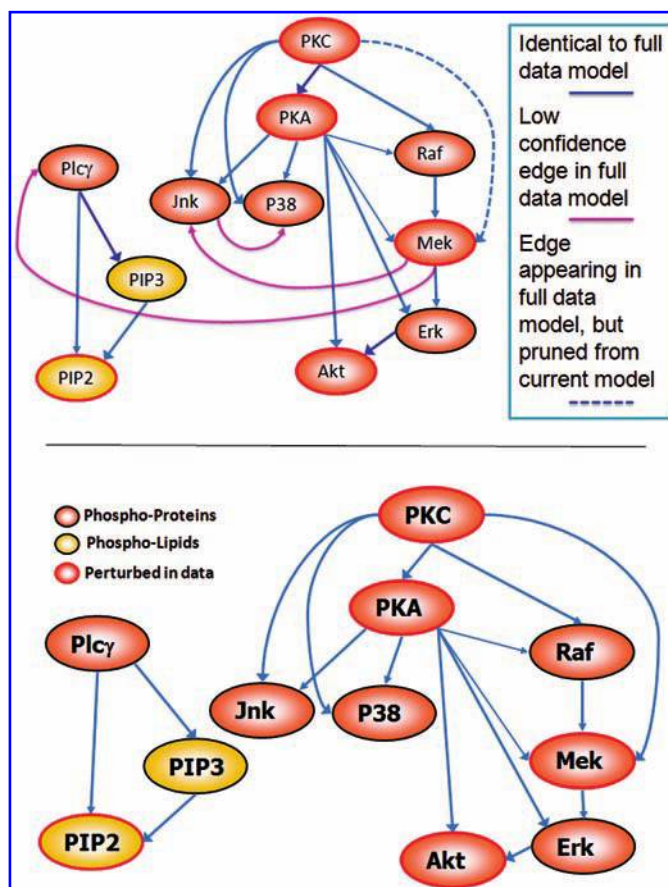 PKC
PKA
Raf
Plcγ
Jnk
P38
Mek
PIP3
Erk
Akt
PIP2
Identical to full
data model
Low
confidence
edge in full
data model
Edge
appearing in
full data
model, but
pruned from
current model
Phospho-Proteins
Phospho-Lipids
Perturbed in data
PKC
PKA
Plcγ
Raf
Jnk
P38
PIP3
Mek
PIP2
Akt
Erk